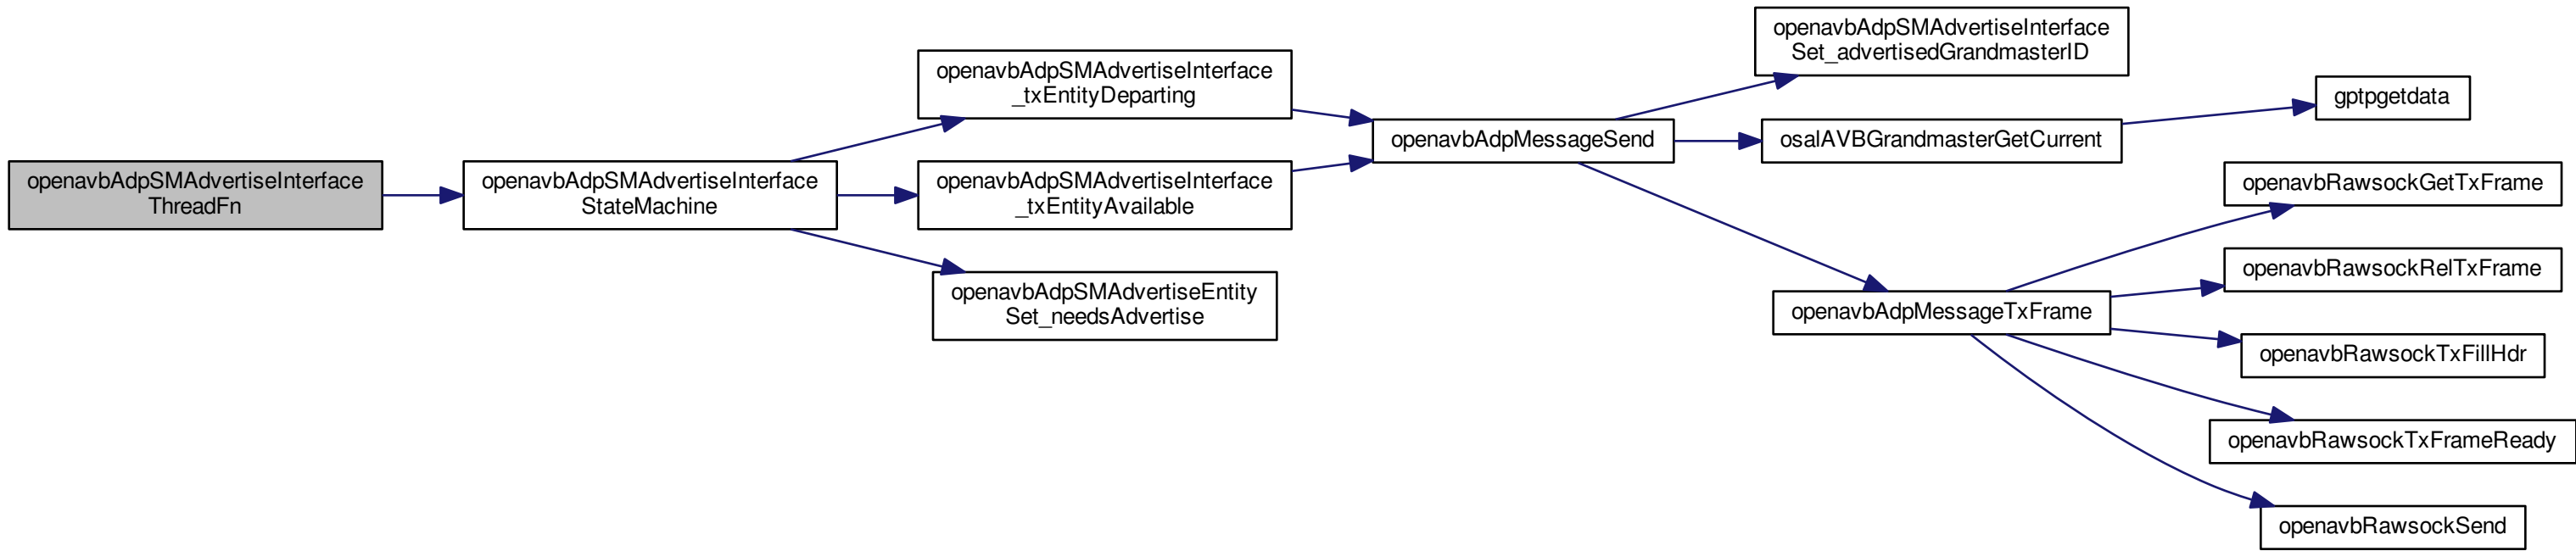 openavbAdpSMAdvertiseInterface
ThreadFn
openavbAdpSMAdvertiseInterface
StateMachine
openavbAdpSMAdvertiseInterface
_txEntityDeparting
openavbAdpSMAdvertiseInterface
_txEntityAvailable
openavbAdpSMAdvertiseEntity
Set_needsAdvertise
openavbAdpMessageSend
openavbAdpSMAdvertiseInterface
Set_advertisedGrandmasterID
osalAVBGrandmasterGetCurrent
openavbAdpMessageTxFrame
gptpgetdata
openavbRawsockGetTxFrame
openavbRawsockRelTxFrame
openavbRawsockTxFillHdr
openavbRawsockTxFrameReady
openavbRawsockSend